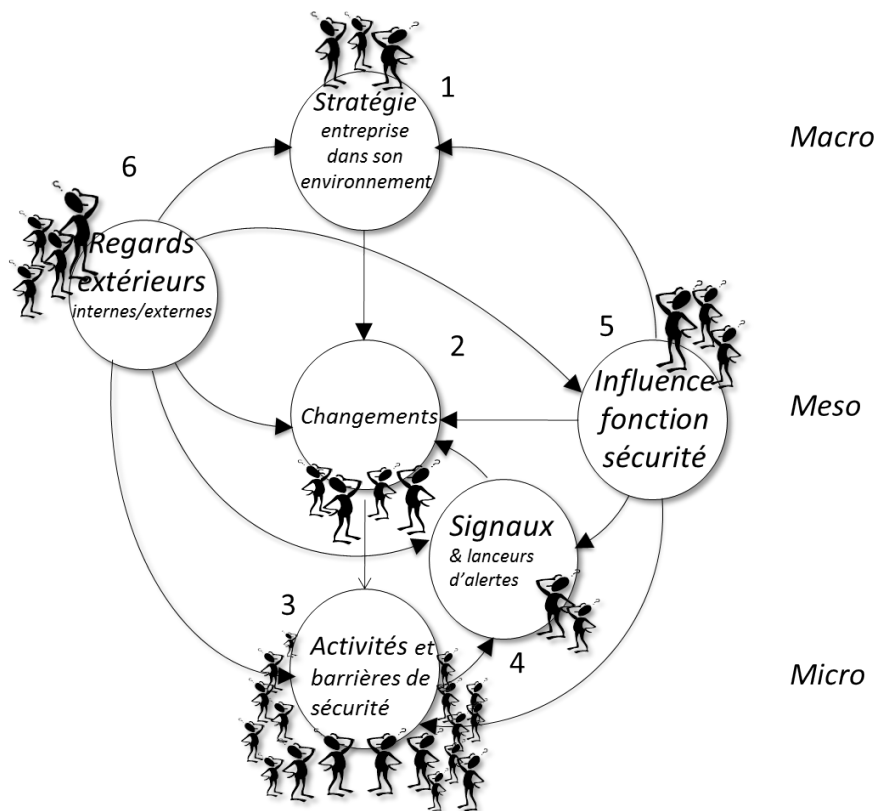 1
Stratégie
entreprise
dans son
environnement
Macro
6
Regards
extérieurs
internes/externes
2
Changements
5
Influence
fonction
sécurité
Meso
Signaux
& lanceurs
d'alertes
4
3
Activités et
barrières de
sécurité
Micro